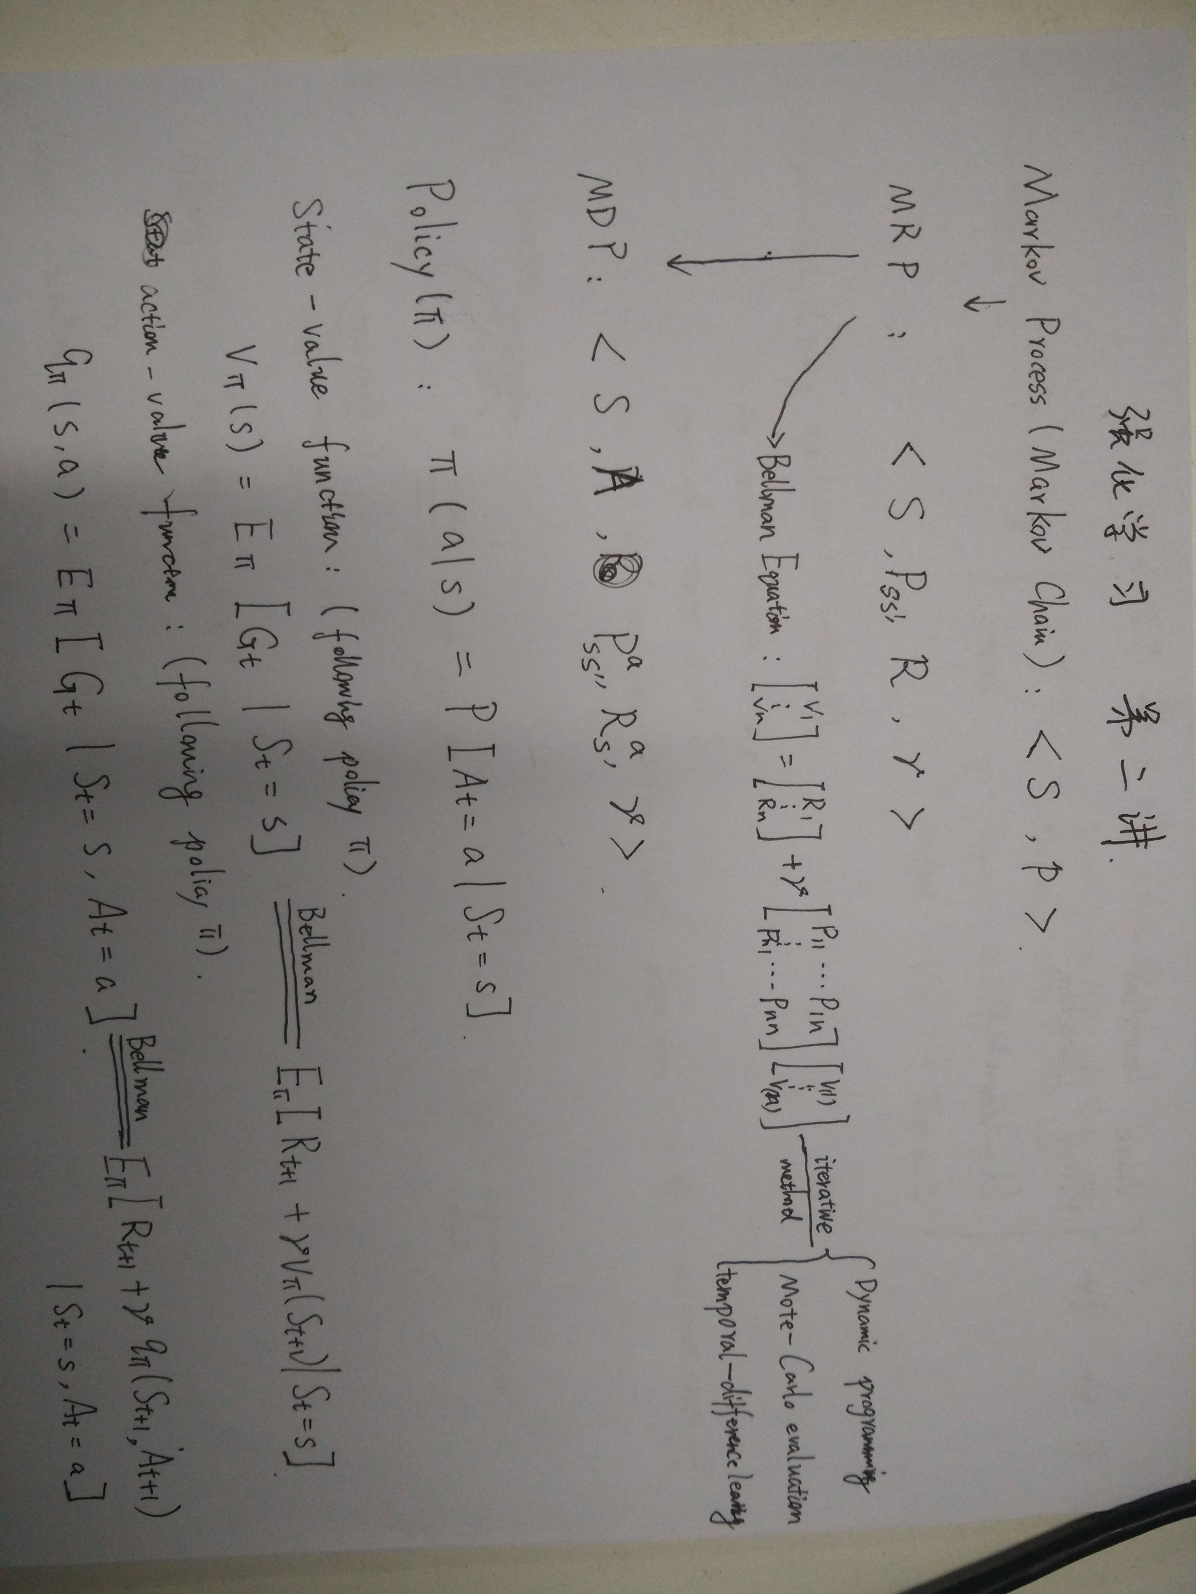 强化学习 第二讲.
Markov Process (Markov Chain): <S, P>.
↓
MRP: <S, Pss', R, γ>
Bellman Equation: [V1 ⋮ Vn] = [R1 ⋮ Rn] + γ [P11 ... P1n ⋮ Pn1 ... Pnn] [V(1) ⋮ V(n)] iterative method { Dynamic programming
Mote-Carlo evaluation
temporal-difference learning
MDP: <S, A, P^a_ss', R^a_s, γ>.
Policy(π): π(a|s) = P[At=a | St=s].
State-value function: (following policy π).
Vπ(s) = Eπ[Gt | St=s] Bellman Eπ[Rt+1 + γVπ(St+1) | St=s].
action-value function: (following policy π).
qπ(s,a) = Eπ[Gt | St=s, At=a]. Bellman Eπ[Rt+1 + γ qπ(St+1, At+1)
| St=s, At=a]